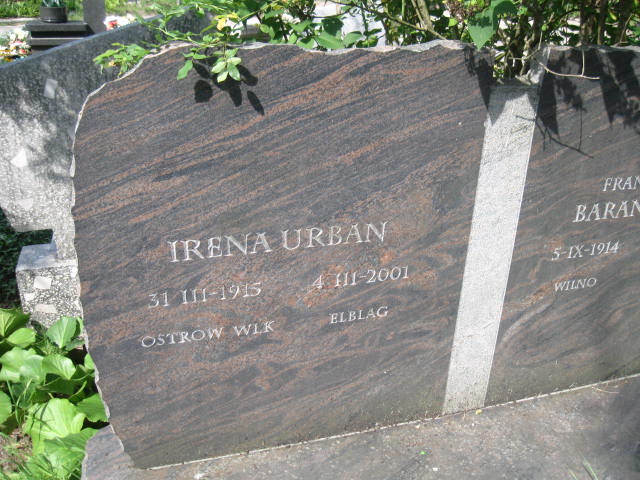 IRENA URBAN
31 III-1915 4 III-2001
OSTROW WLK ELBLAG
FRAN
BARAN
5-IX-1914
WILNO